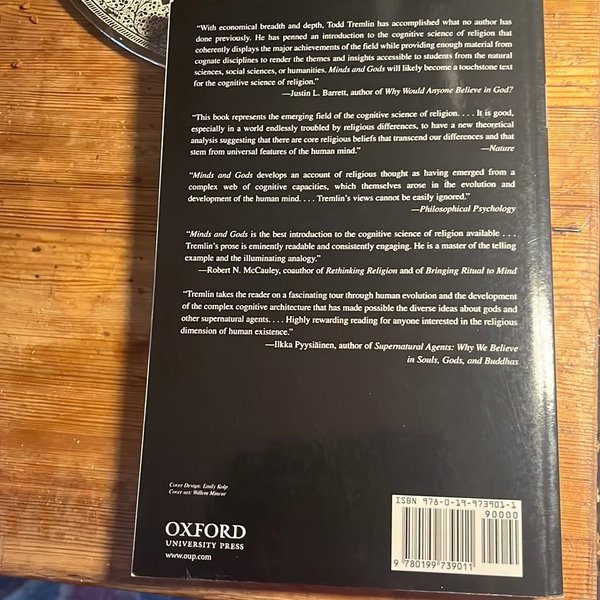 “With economical breadth and depth, Todd Tremlin has accomplished what no author has
done previously. He has penned an introduction to the cognitive science of religion that
coherently displays the major achievements of the field while providing enough material from
cognate disciplines to render the themes and insights accessible to students from the natural
sciences, social sciences, or humanities. Minds and Gods will likely become a touchstone text
for the cognitive science of religion.”
—Justin L. Barrett, author of Why Would Anyone Believe in God?
“This book represents the emerging field of the cognitive science of religion. . . . It is good,
especially in a world endlessly troubled by religious differences, to have a new theoretical
analysis suggesting that there are core religious beliefs that transcend our differences and that
stem from universal features of the human mind.” —Nature
“Minds and Gods develops an account of religious thought as having emerged from a
complex web of cognitive capacities, which themselves arose in the evolution and
development of the human mind. . . . Tremlin’s views cannot be easily ignored.”
—Philosophical Psychology
“Minds and Gods is the best introduction to the cognitive science of religion available . . .
Tremlin’s prose is eminently readable and consistently engaging. He is a master of the telling
example and the illuminating analogy.”
—Robert N. McCauley, coauthor of Rethinking Religion and of Bringing Ritual to Mind
“Tremlin takes the reader on a fascinating tour through human evolution and the development
of the complex cognitive architecture that has made possible the diverse ideas about gods and
other supernatural agents. . . . Highly rewarding reading for anyone interested in the religious
dimension of human existence.”
—Ilkka Pyysiäinen, author of Supernatural Agents: Why We Believe
in Souls, Gods, and Buddhas
Cover Design: Lesily Kolp
Cover art: Willem Mineur
OXFORD
UNIVERSITY PRESS
www.oup.com
ISBN 978-0-19-973901-1
90000
9 780199 739011